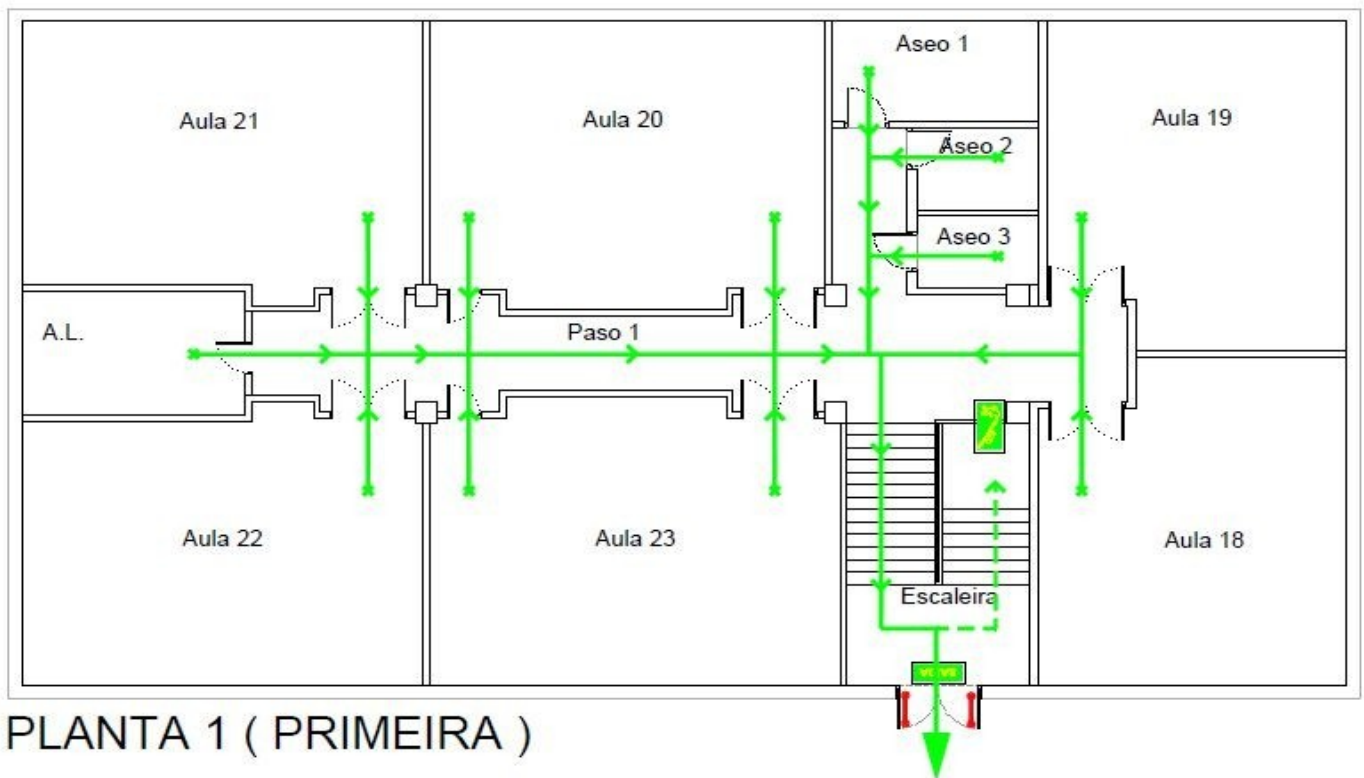 Aseo 1
Aula 21
Aula 20
Aula 19
Aseo 2
Aseo 3
A.L.
Paso 1
Aula 22
Aula 23
Aula 18
Escaleira
PLANTA 1 ( PRIMEIRA )